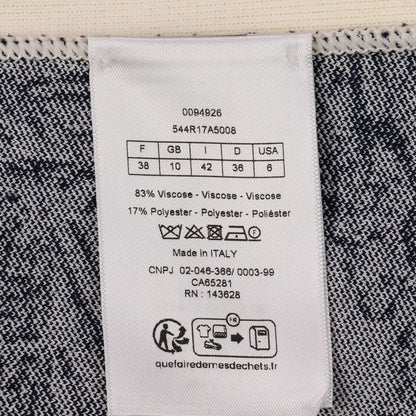 0094926
544R17A5008
F GB I D USA
38 10 42 36 6
83% Viscose - Viscose - Viscose
17% Polyester - Polyester - Poliéster
Made in ITALY
CNPJ 02-046-366/ 0003-99
CA65281
RN : 143628
quefairedemesdechets.fr